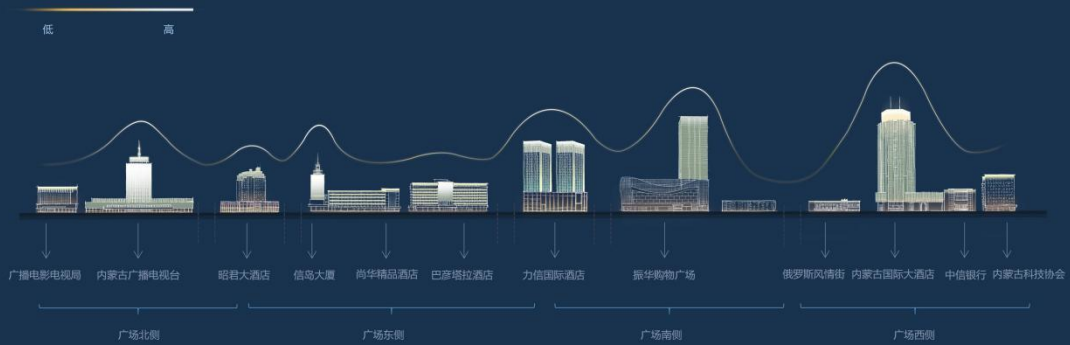 低
高
广播电影电视局
内蒙古广播电视台
昭君大酒店
信岛大厦
尚华精品酒店
巴彦塔拉酒店
力信国际酒店
振华购物广场
俄罗斯风情街
内蒙古国际大酒店
中信银行
内蒙古科技协会
广场北侧
广场东侧
广场南侧
广场西侧